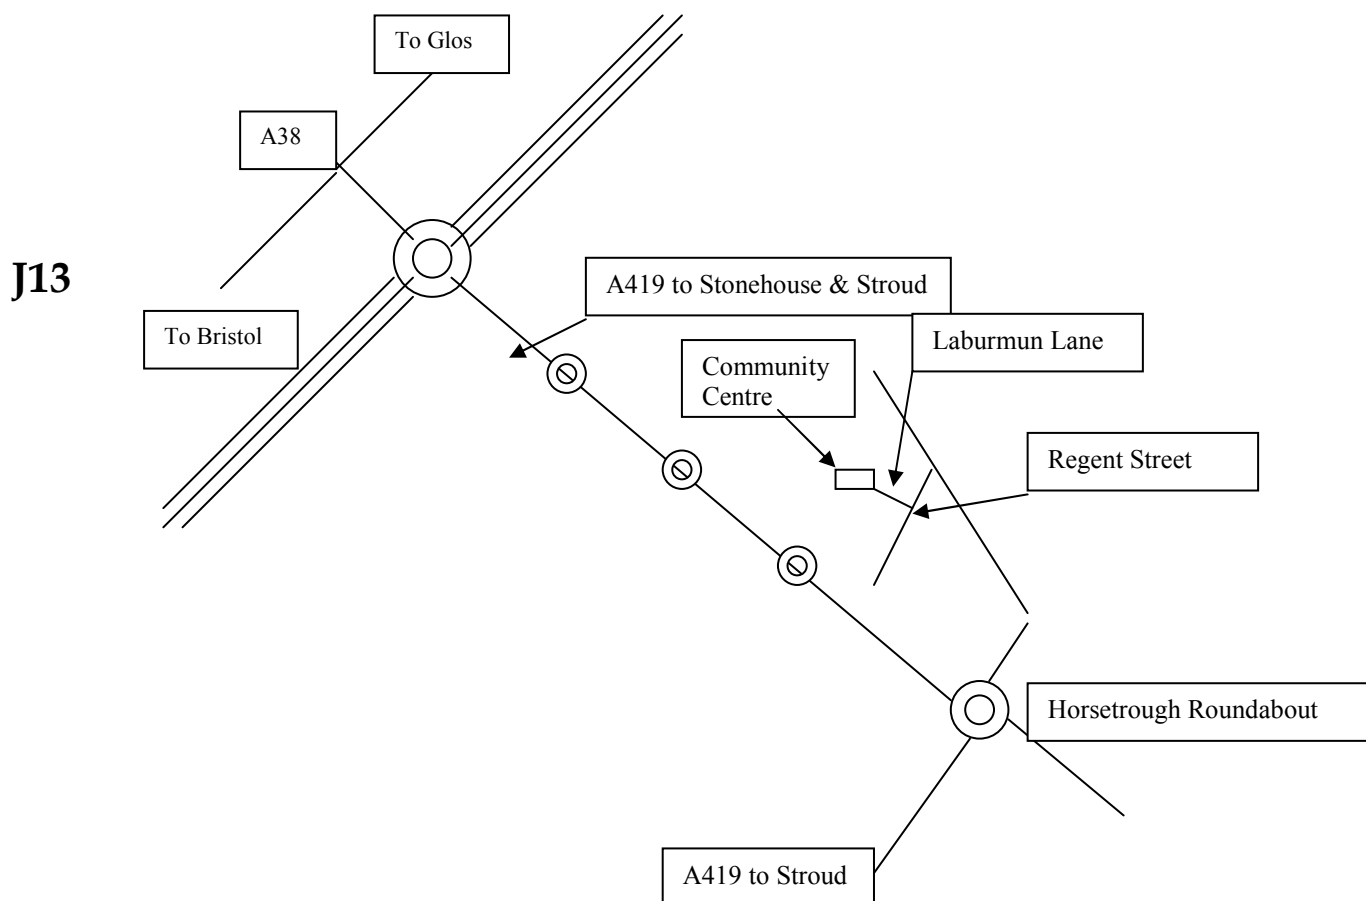 To Glos
A38
J13
A419 to Stonehouse & Stroud
To Bristol
Laburmun Lane
Community
Centre
Regent Street
Horsetrough Roundabout
A419 to Stroud